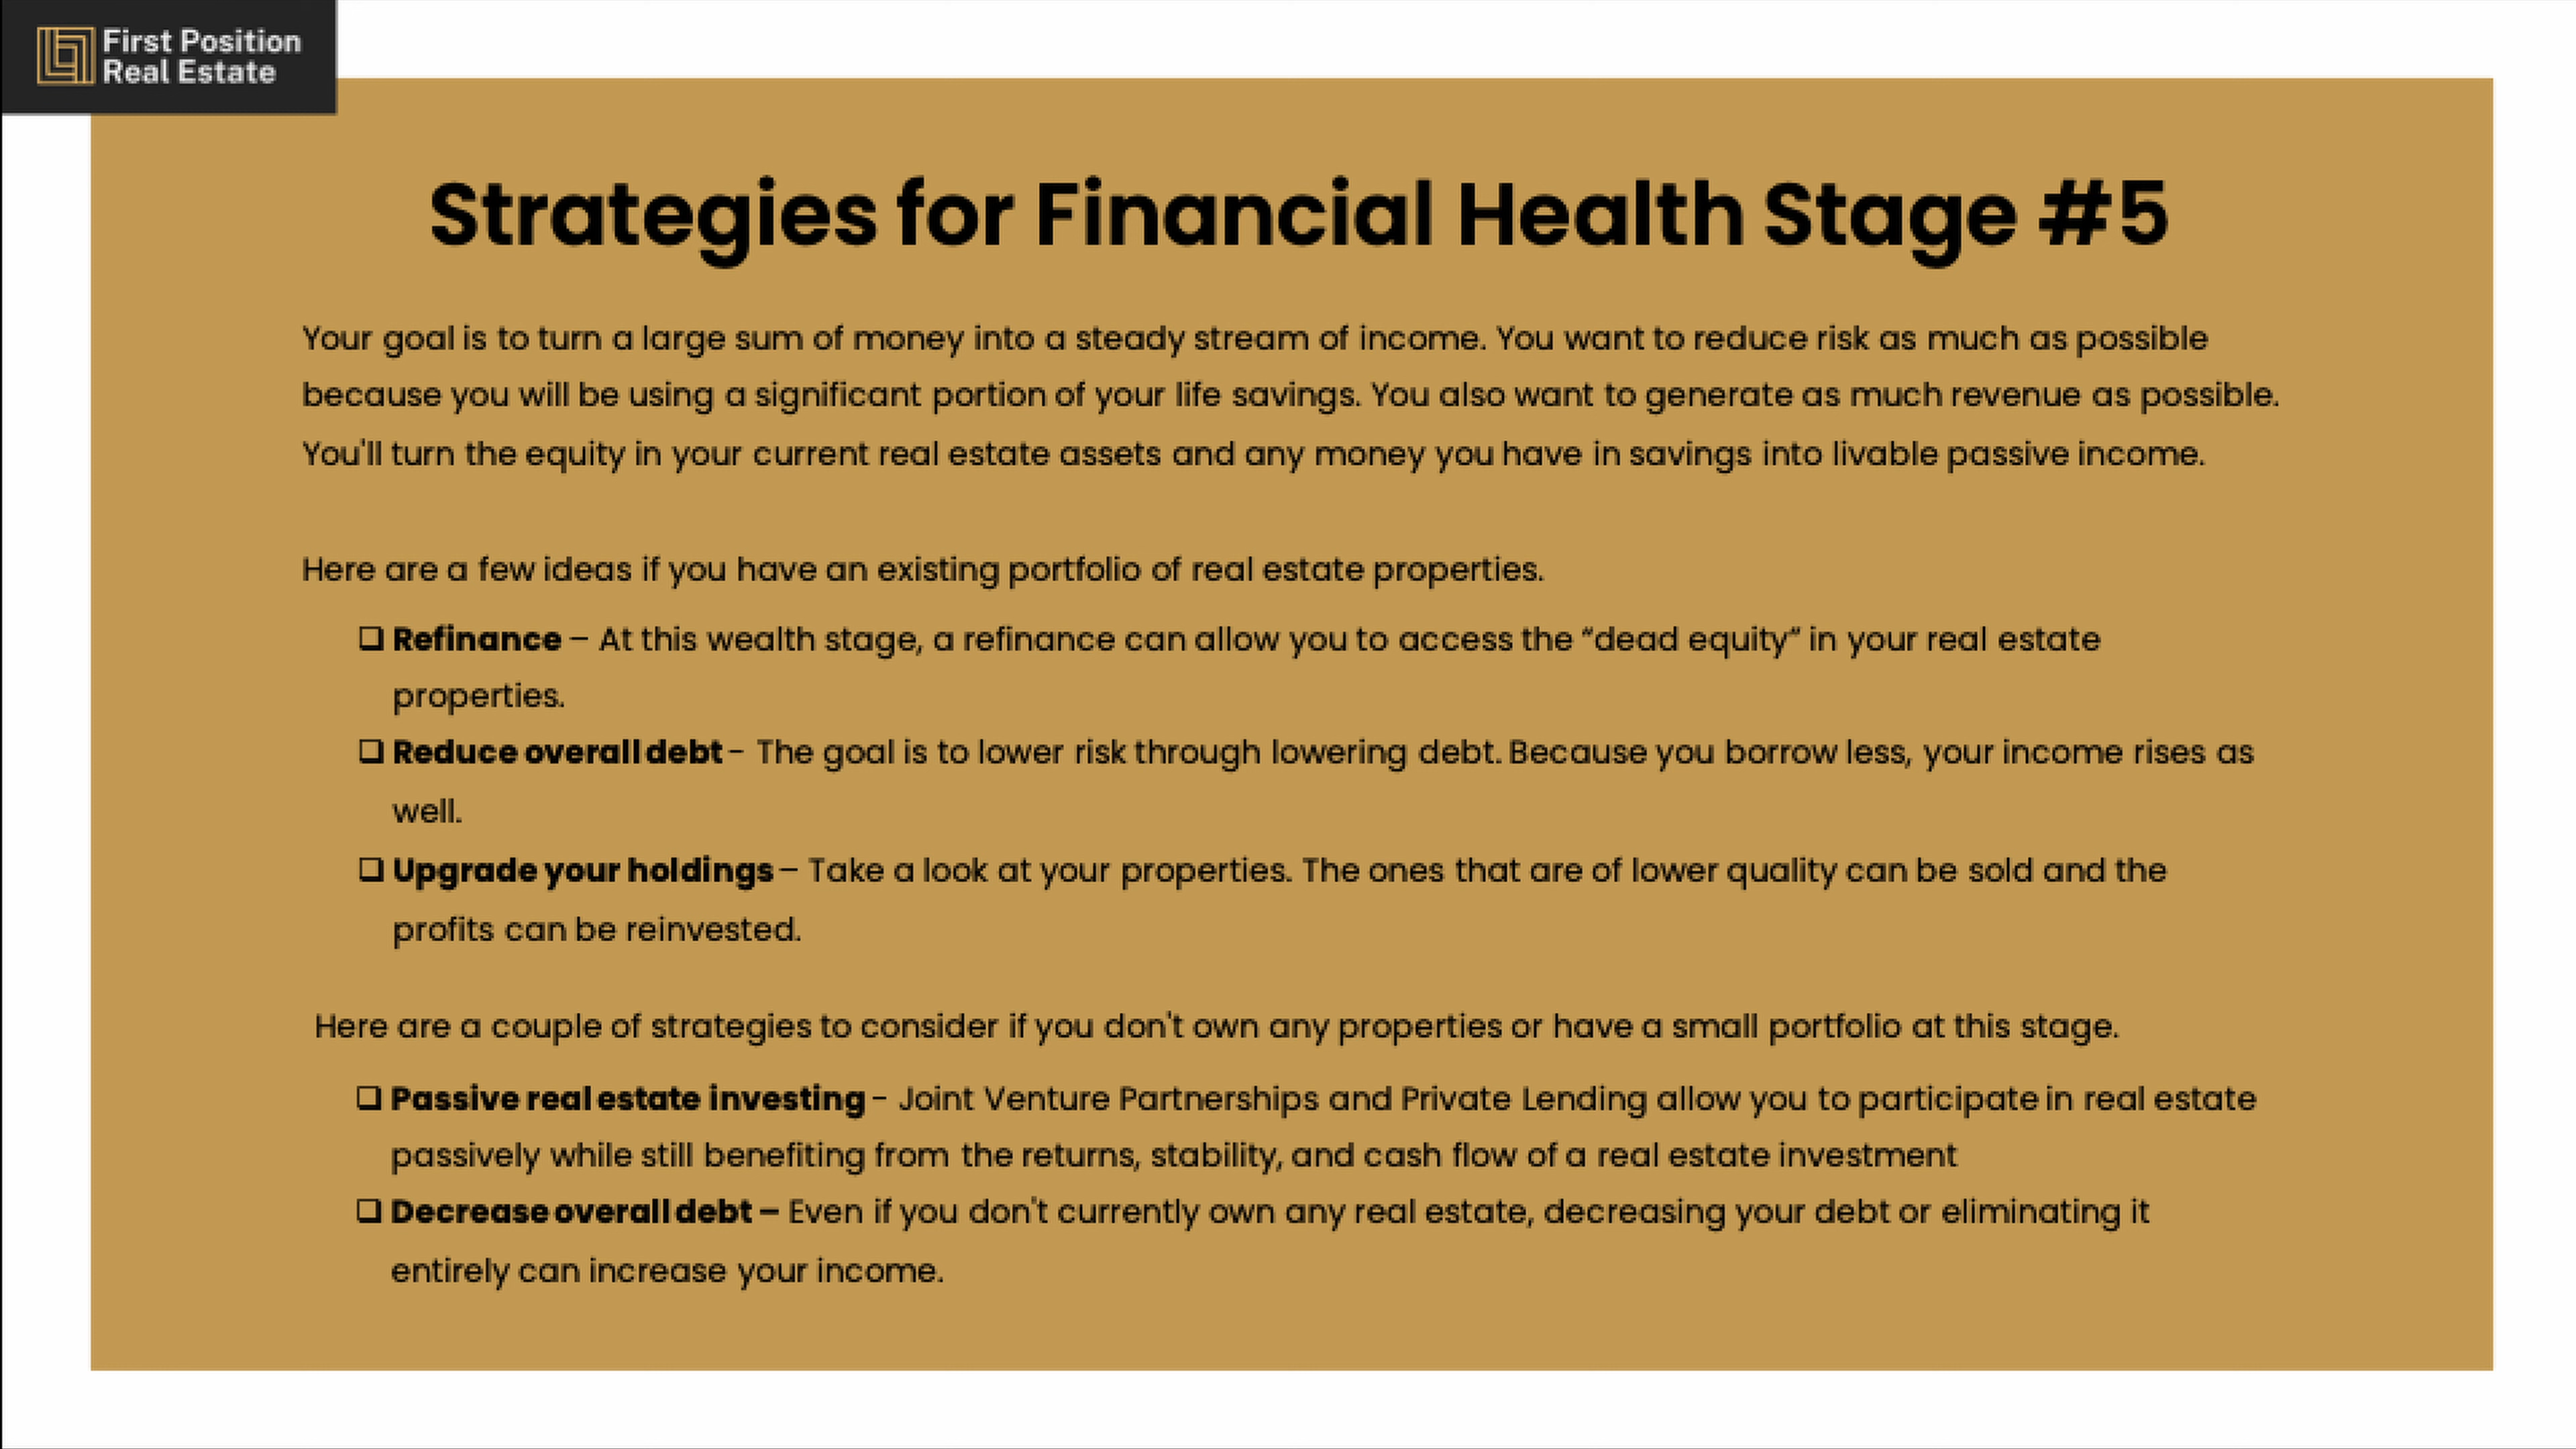 First Position
Real Estate
Strategies for Financial Health Stage #5
Your goal is to turn a large sum of money into a steady stream of income. You want to reduce risk as much as possible
because you will be using a significant portion of your life savings. You also want to generate as much revenue as possible.
You'll turn the equity in your current real estate assets and any money you have in savings into livable passive income.
Here are a few ideas if you have an existing portfolio of real estate properties.
❑ Refinance – At this wealth stage, a refinance can allow you to access the “dead equity” in your real estate
properties.
❑ Reduce overall debt - The goal is to lower risk through lowering debt. Because you borrow less, your income rises as
well.
❑ Upgrade your holdings – Take a look at your properties. The ones that are of lower quality can be sold and the
profits can be reinvested.
Here are a couple of strategies to consider if you don't own any properties or have a small portfolio at this stage.
❑ Passive real estate investing - Joint Venture Partnerships and Private Lending allow you to participate in real estate
passively while still benefiting from the returns, stability, and cash flow of a real estate investment
❑ Decrease overall debt – Even if you don't currently own any real estate, decreasing your debt or eliminating it
entirely can increase your income.